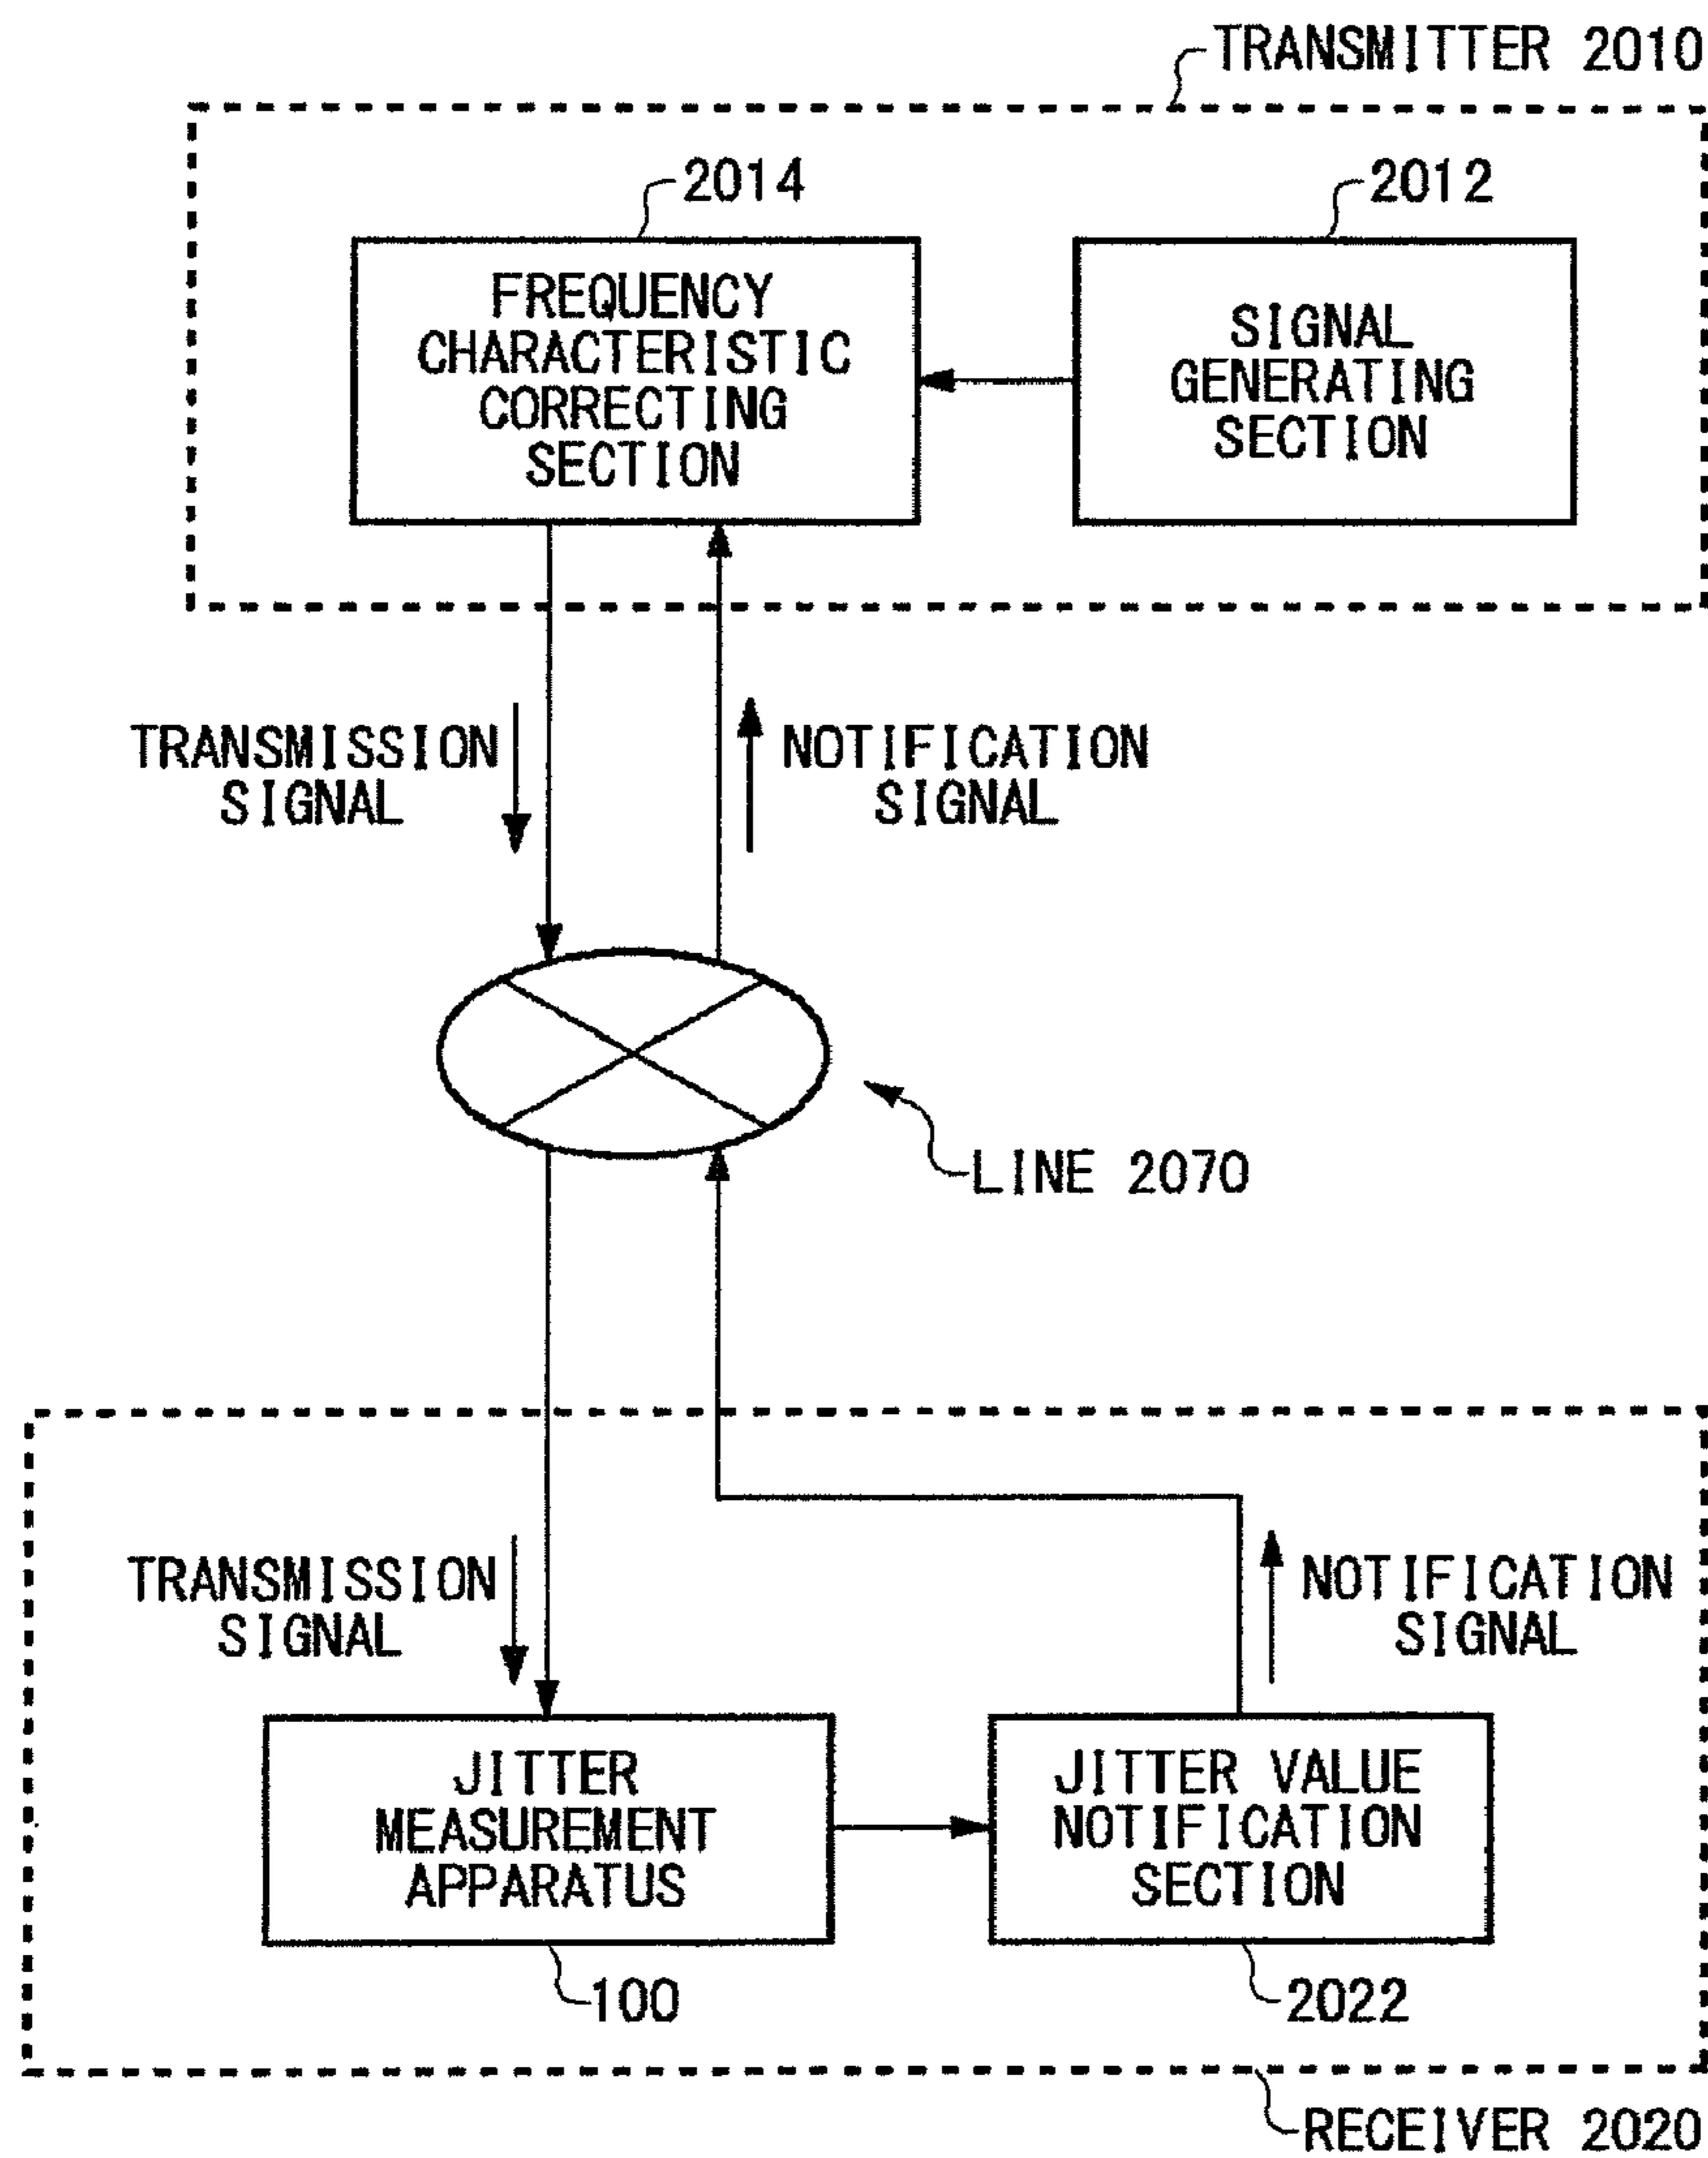 TRANSMITTER 2010
2014
2012
FREQUENCY
CHARACTERISTIC
CORRECTING
SECTION
SIGNAL
GENERATING
SECTION
TRANSMISSION
SIGNAL
NOTIFICATION
SIGNAL
LINE 2070
TRANSMISSION
SIGNAL
NOTIFICATION
SIGNAL
JITTER
MEASUREMENT
APPARATUS
JITTER VALUE
NOTIFICATION
SECTION
100
2022
RECEIVER 2020